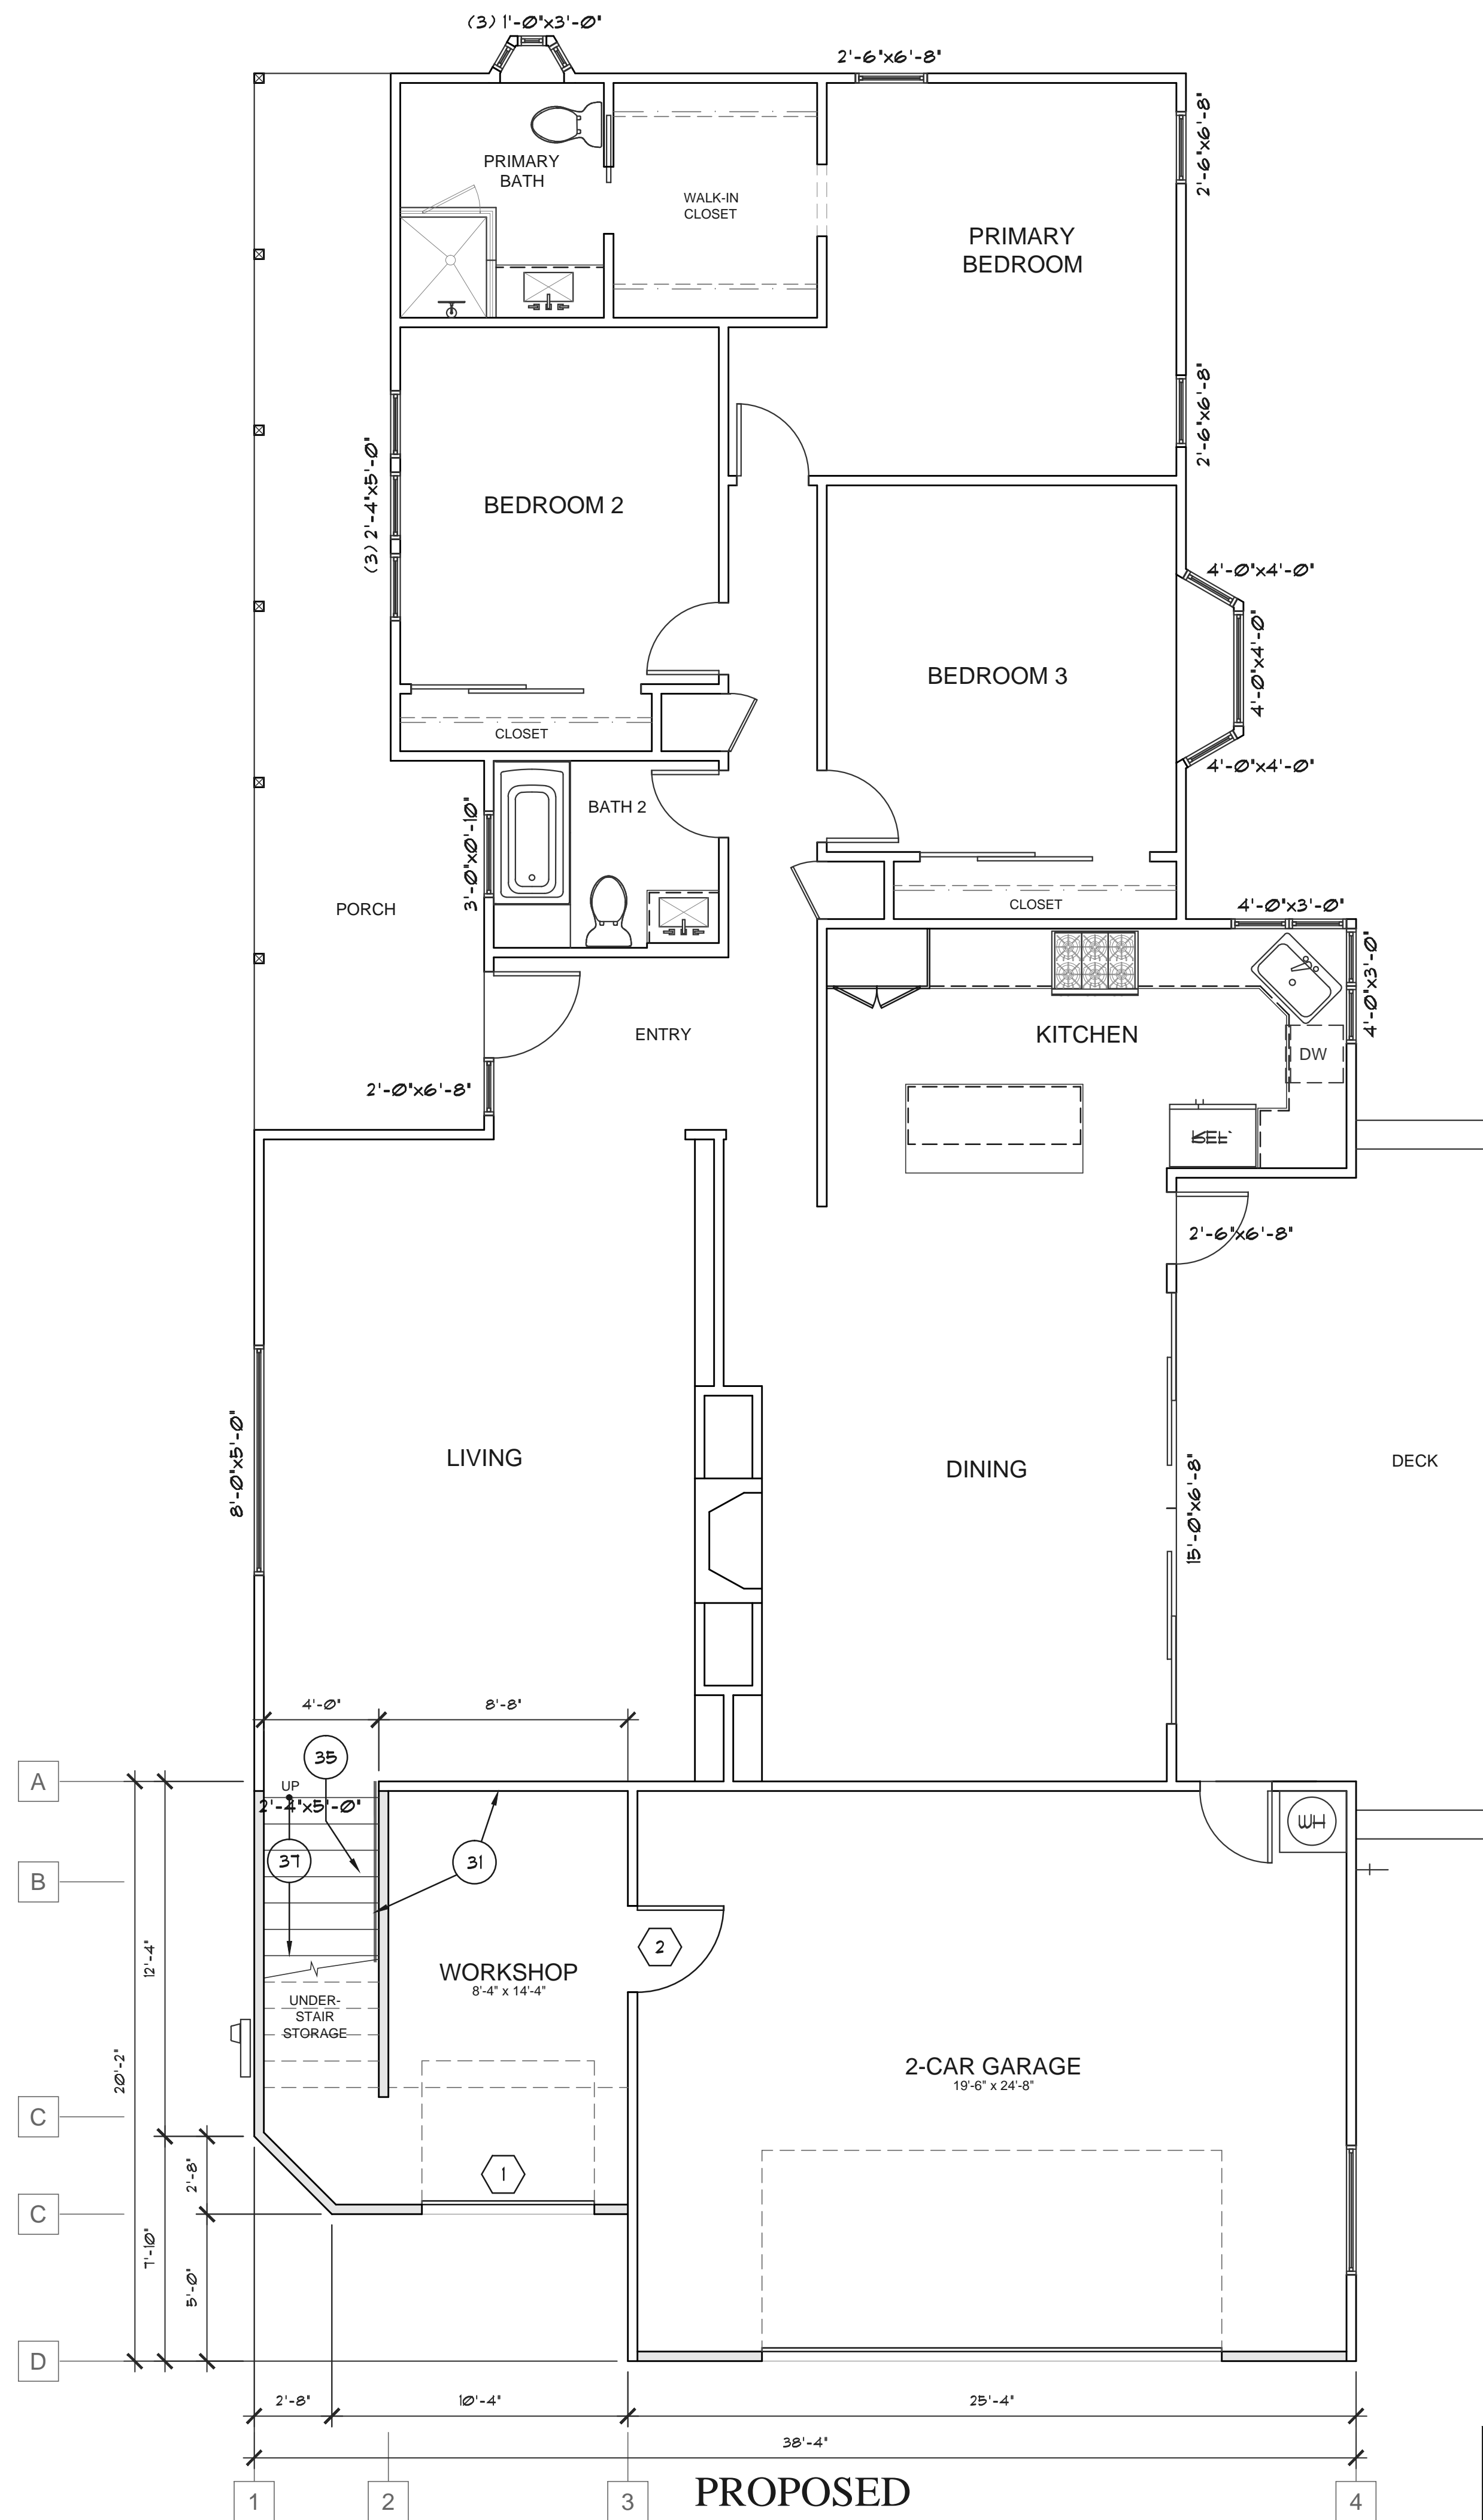 (3) 1'-0"x3'-0"
2'-6"x6'-8"
2'-6"x6'-8"
PRIMARY
BATH
WALK-IN
CLOSET
PRIMARY
BEDROOM
2'-6"x6'-8"
(3) 2'-4"x5'-0"
BEDROOM 2
4'-0"x4'-0"
4'-0"x4'-0"
BEDROOM 3
CLOSET
4'-0"x4'-0"
BATH 2
3'-0"x0'-10"
PORCH
CLOSET
4'-0"x3'-0"
4'-0"x3'-0"
ENTRY
KITCHEN
DW
2'-0"x6'-8"
REF.
2'-6"x6'-8"
8'-0"x5'-0"
LIVING
DINING
15'-0"x6'-8"
DECK
4'-0"
8'-8"
35
A
UP
2'-4"x5'-0"
WH
37
31
B
12'-4"
2
WORKSHOP
8'-4" x 14'-4"
UNDER-
STAIR
STORAGE
20'-2"
2-CAR GARAGE
19'-6" x 24'-8"
C
2'-8"
1
C
7'-10"
5'-0"
D
2'-8"
10'-4"
25'-4"
38'-4"
PROPOSED
1
2
3
4